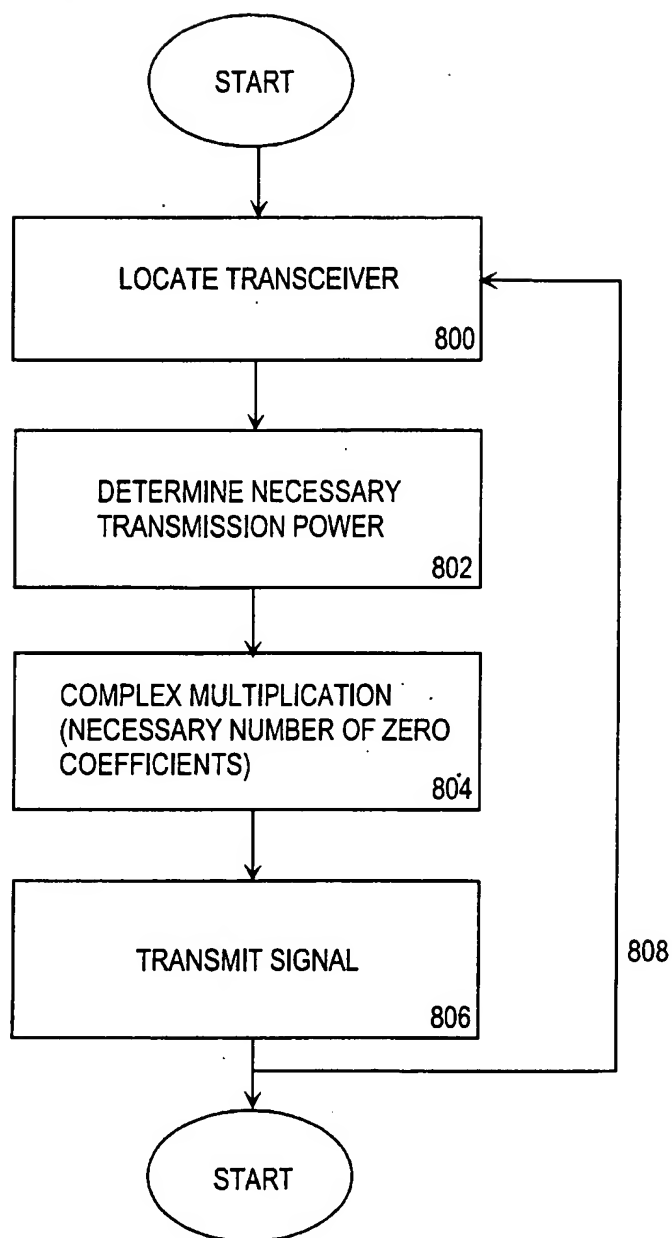 START
LOCATE TRANSCEIVER
800
DETERMINE NECESSARY
TRANSMISSION POWER
802
COMPLEX MULTIPLICATION
(NECESSARY NUMBER OF ZERO
COEFFICIENTS)
804
TRANSMIT SIGNAL
806
808
START